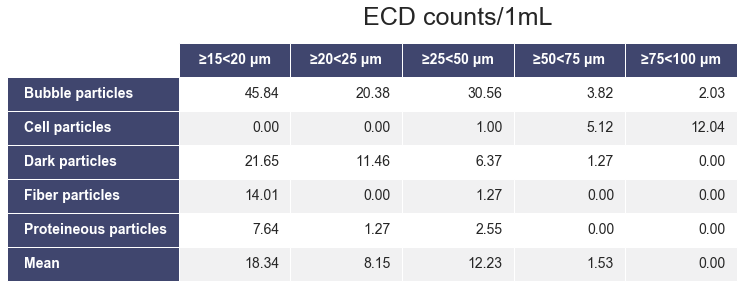 ECD counts/1mL
≥15<20 µm ≥20<25 µm ≥25<50 µm ≥50<75 µm ≥75<100 µm
Bubble particles 45.84 20.38 30.56 3.82 2.03
Cell particles 0.00 0.00 1.00 5.12 12.04
Dark particles 21.65 11.46 6.37 1.27 0.00
Fiber particles 14.01 0.00 1.27 0.00 0.00
Proteineous particles 7.64 1.27 2.55 0.00 0.00
Mean 18.34 8.15 12.23 1.53 0.00